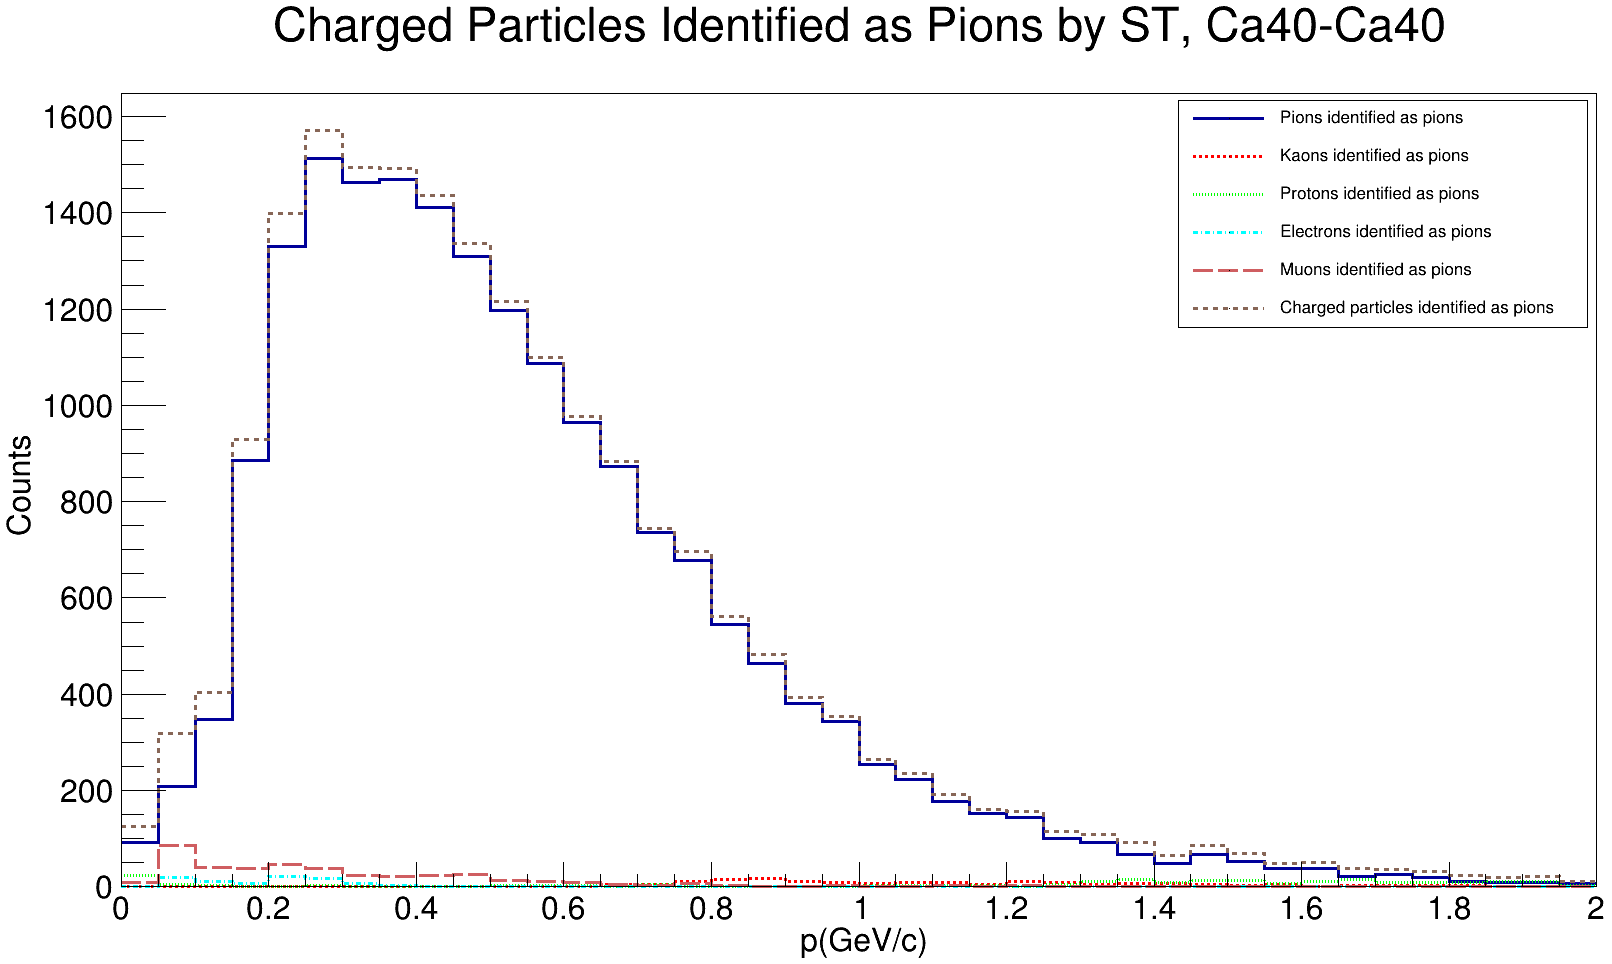 Charged Particles Identified as Pions by ST, Ca40-Ca40
1600
1400
1200
1000
800
600
400
200
0
Counts
Pions identified as pions
Kaons identified as pions
Protons identified as pions
Electrons identified as pions
Muons identified as pions
Charged particles identified as pions
0 0.2 0.4 0.6 0.8 1 1.2 1.4 1.6 1.8 2
p(GeV/c)